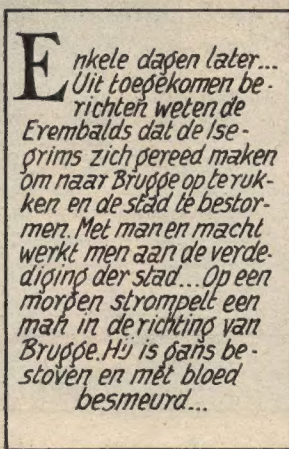 Enkele dagen later...
Uit toegekomen be-
richten weten de
Erembalds dat de Ise-
grims zich gereed maken
om naar Brugge op te ruk-
ken en de stad te bestor-
men. Met man en macht
werkt men aan de verde-
diging der stad... Op een
morgen strompelt een
man in de richting van
Brugge. Hij is gans be-
stoven en met bloed
besmeurd...